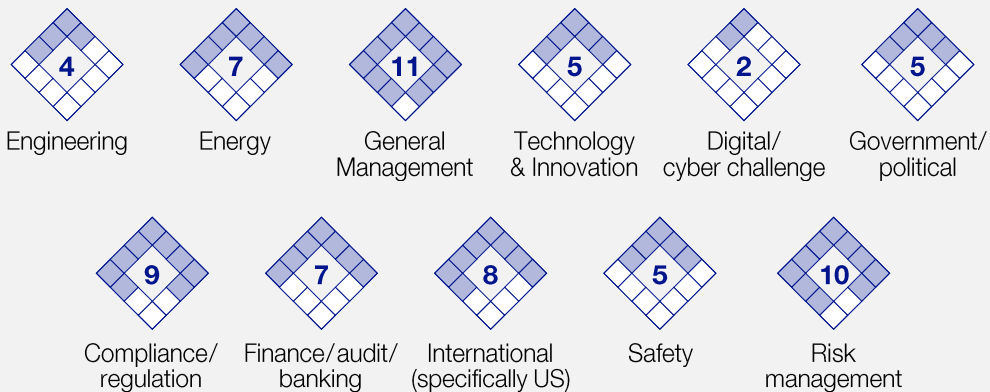 4
7
11
5
2
5
Engineering
Energy
General
Management
Technology
& Innovation
Digital/
cyber challenge
Government/
political
9
7
8
5
10
Compliance/
regulation
Finance/audit/
banking
International
(specifically US)
Safety
Risk
management